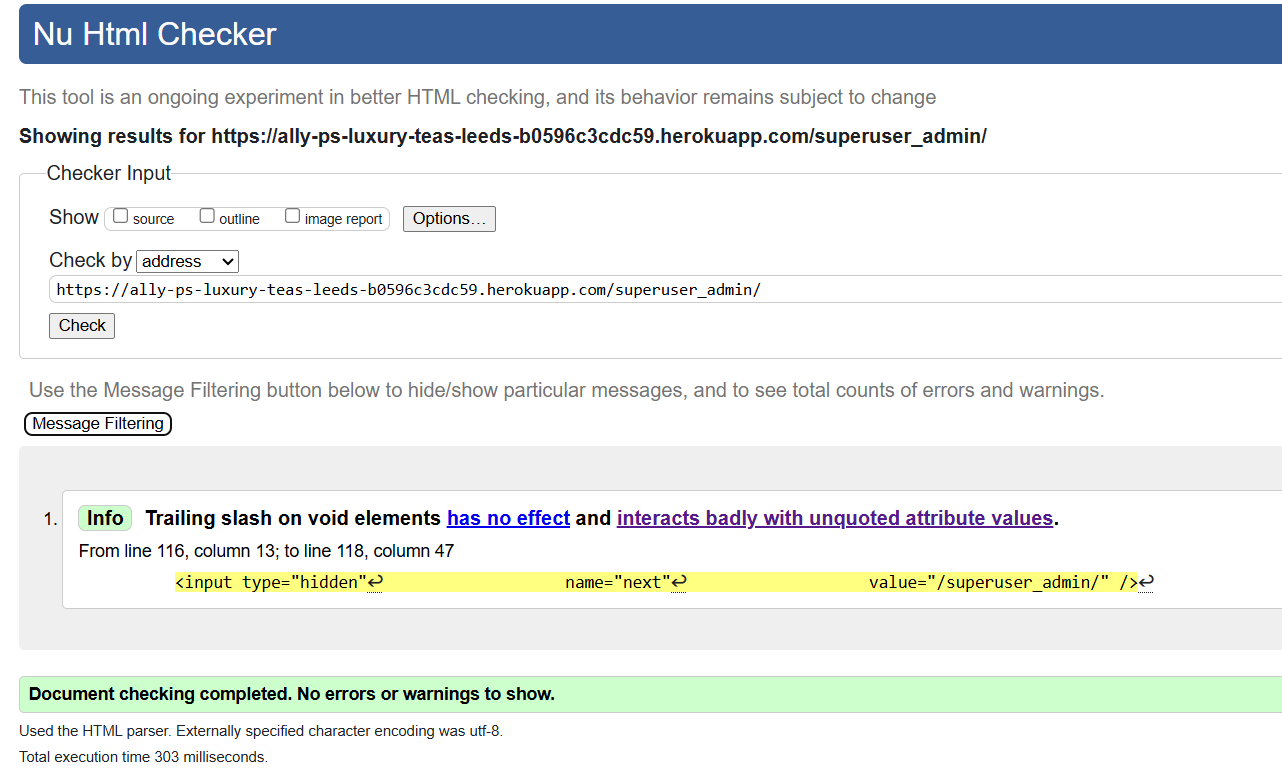 Nu Html Checker
This tool is an ongoing experiment in better HTML checking, and its behavior remains subject to change
Showing results for https://ally-ps-luxury-teas-leeds-b0596c3cdc59.herokuapp.com/superuser_admin/
Checker Input
Show source outline image report Options...
Check by address
https://ally-ps-luxury-teas-leeds-b0596c3cdc59.herokuapp.com/superuser_admin/
Check
Use the Message Filtering button below to hide/show particular messages, and to see total counts of errors and warnings.
Message Filtering
1. Info Trailing slash on void elements has no effect and interacts badly with unquoted attribute values.
From line 116, column 13; to line 118, column 47
<input type="hidden"↩ name="next"↩ value="/superuser_admin/" />↩
Document checking completed. No errors or warnings to show.
Used the HTML parser. Externally specified character encoding was utf-8.
Total execution time 303 milliseconds.